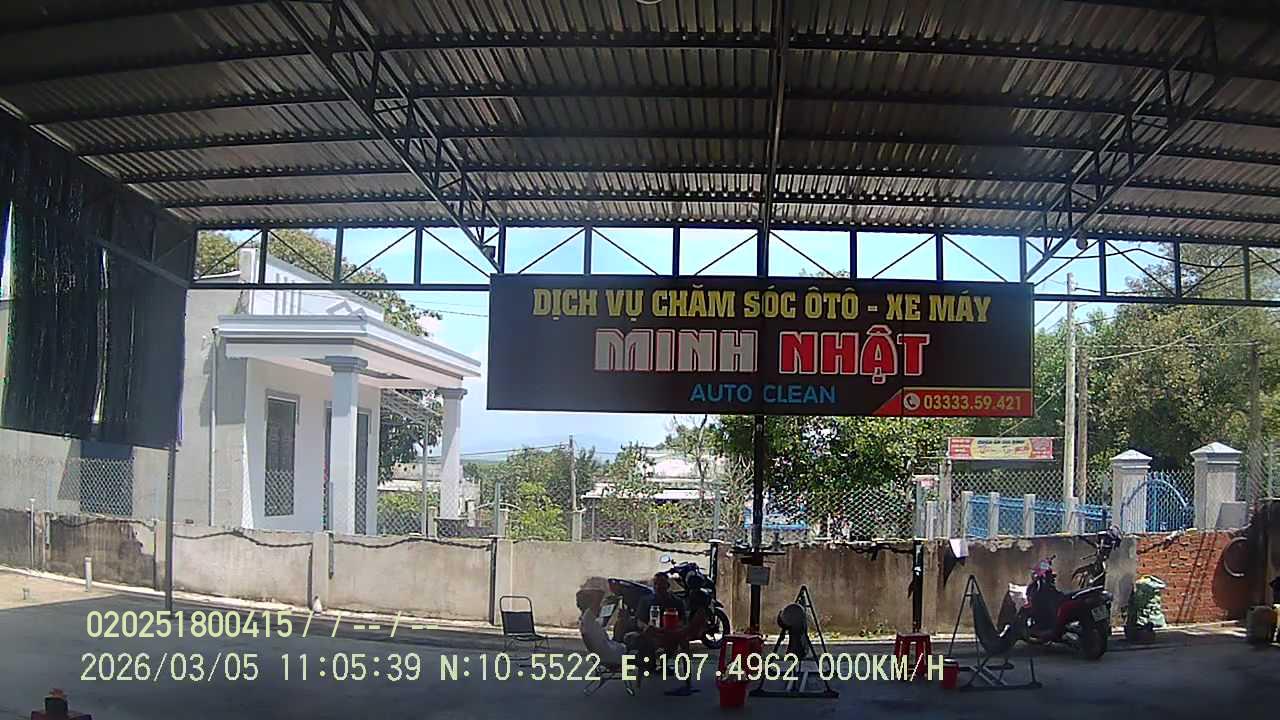 DỊCH VỤ CHĂM SÓC ÔTÔ - XE MÁY
MINH NHẬT
AUTO CLEAN
03333.59.421
020251800415/ / -- / --
2026/03/05 11:05:39 N:10.5522 E:107.4962 000KM/H